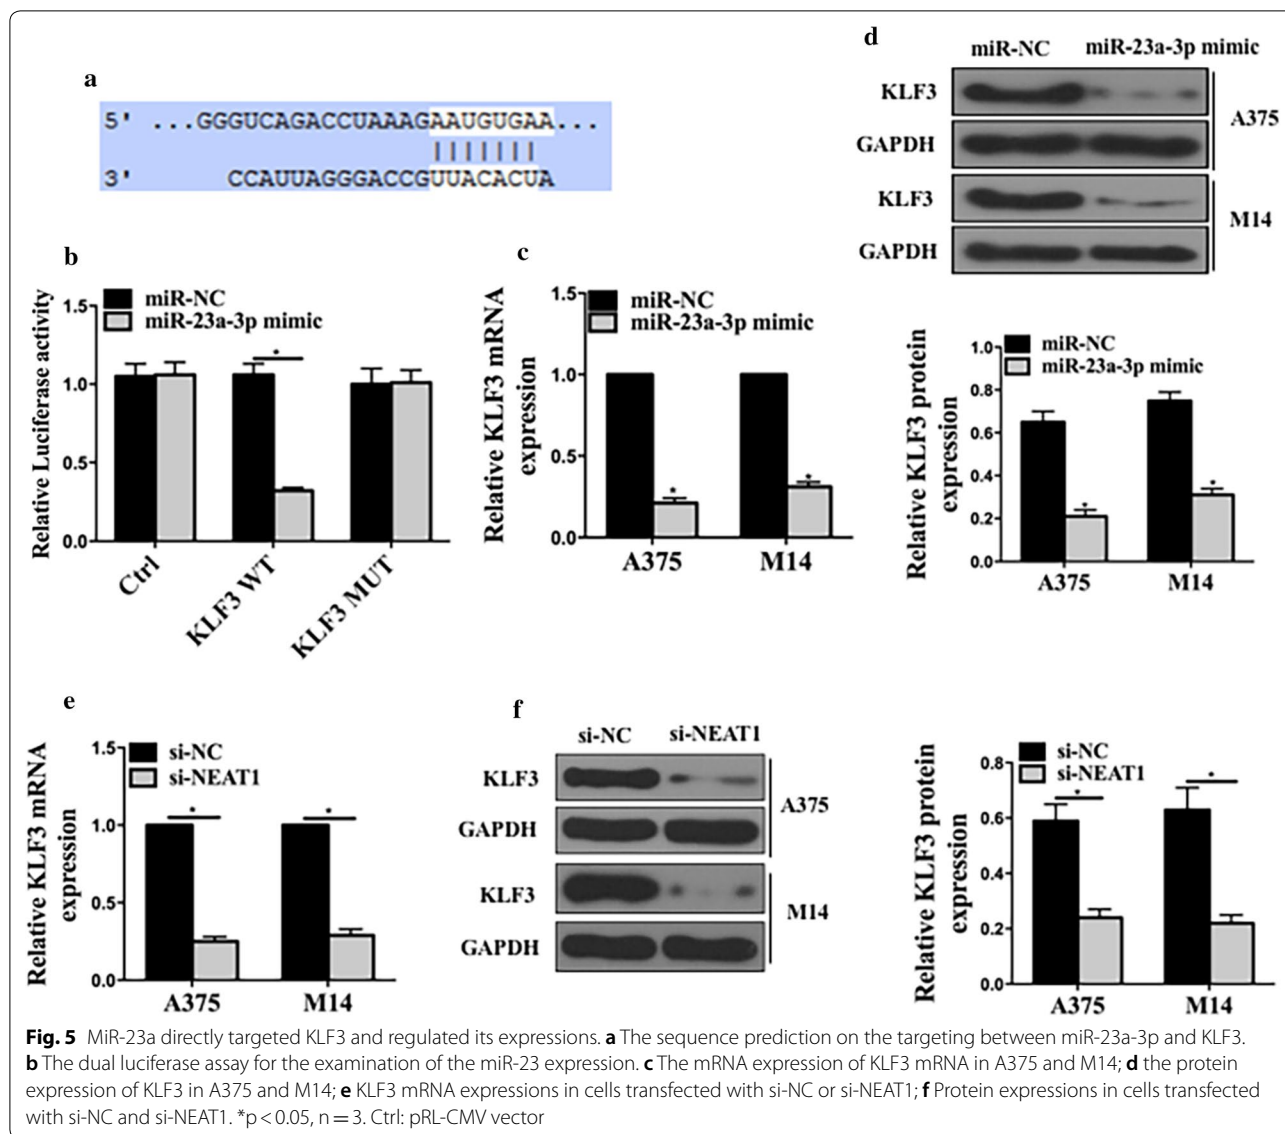 a
5' ...GGGUCAGACCUAAAGAAUGUGAA...
3' CCAUUAGGGACCGUUACACUA
b
Relative Luciferase activity
1.5
1.0
0.5
0.0
miR-NC
miR-23a-3p mimic
*
Ctrl
KLF3 WT
KLF3 MUT
c
Relative KLF3 mRNA
expression
1.5
1.0
0.5
0.0
miR-NC
miR-23a-3p mimic
*
*
A375
M14
d
miR-NC miR-23a-3p mimic
KLF3
GAPDH
A375
KLF3
GAPDH
M14
Relative KLF3 protein
expression
1.0
0.8
0.6
0.4
0.2
0.0
miR-NC
miR-23a-3p mimic
*
*
A375
M14
e
Relative KLF3 mRNA
expression
1.5
1.0
0.5
0.0
si-NC
si-NEAT1
*
*
A375
M14
f
si-NC si-NEAT1
KLF3
GAPDH
A375
KLF3
GAPDH
M14
Relative KLF3 protein
expression
0.8
0.6
0.4
0.2
0.0
si-NC
si-NEAT1
*
*
A375
M14
Fig. 5 MiR-23a directly targeted KLF3 and regulated its expressions. a The sequence prediction on the targeting between miR-23a-3p and KLF3.
b The dual luciferase assay for the examination of the miR-23 expression. c The mRNA expression of KLF3 mRNA in A375 and M14; d the protein
expression of KLF3 in A375 and M14; e KLF3 mRNA expressions in cells transfected with si-NC or si-NEAT1; f Protein expressions in cells transfected
with si-NC and si-NEAT1. *p < 0.05, n = 3. Ctrl: pRL-CMV vector